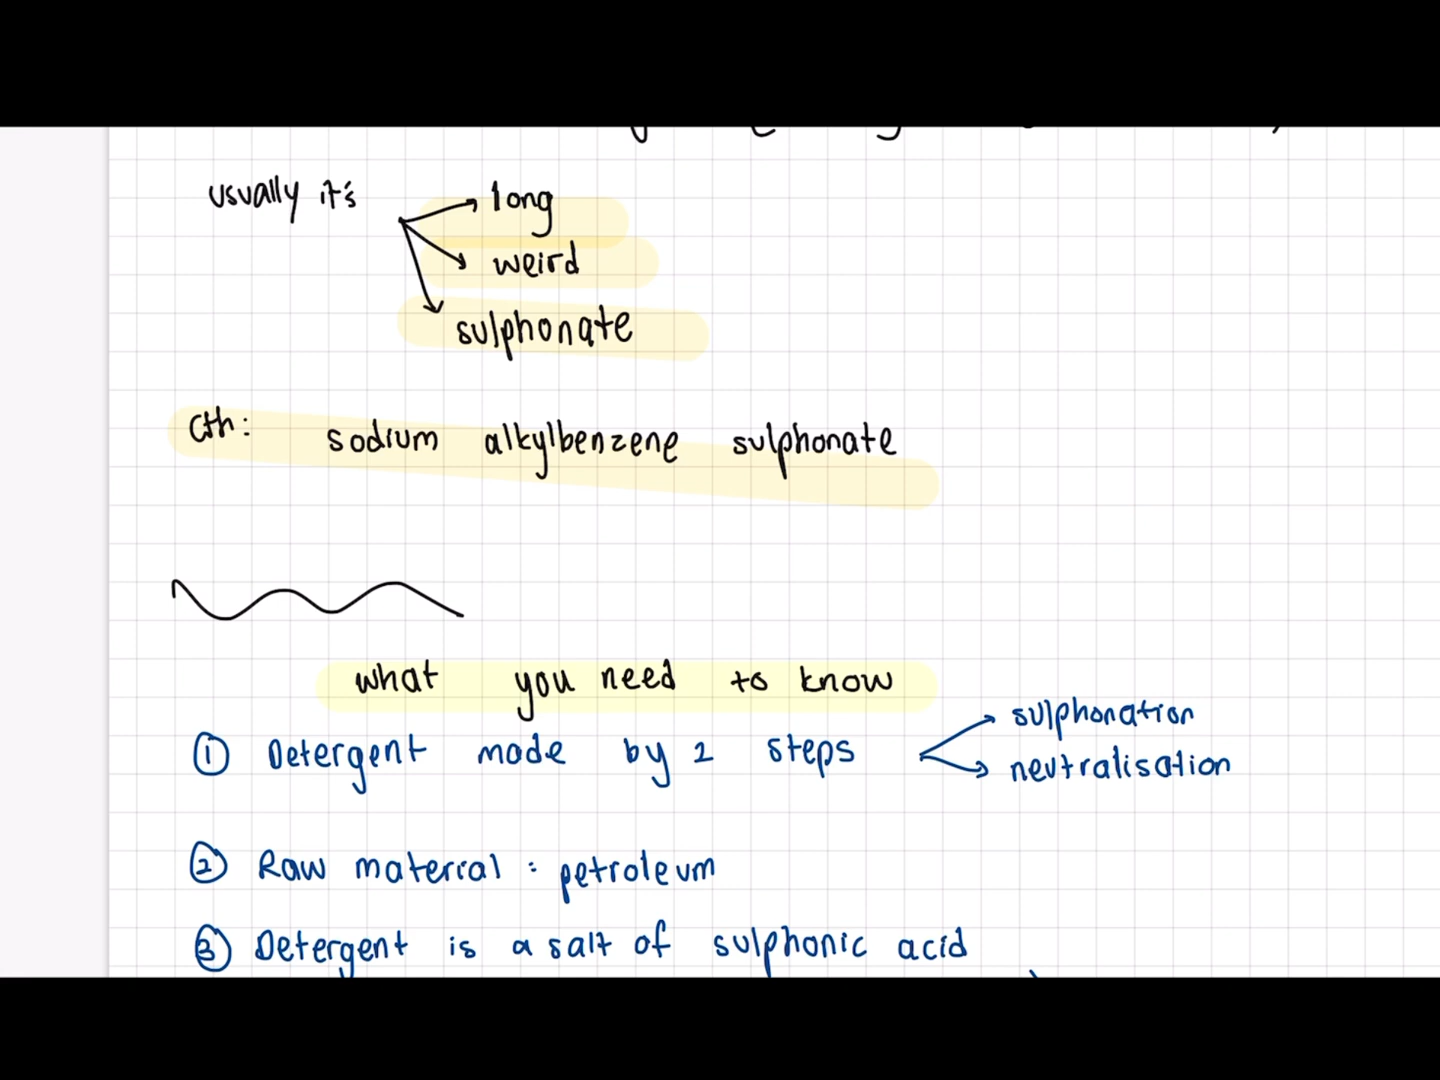 usually it's
long
weird
sulphonate
Cth: sodium alkylbenzene sulphonate
what you need to know
① Detergent made by 2 steps
sulphonation
neutralisation
② Raw material : petroleum
③ Detergent is a salt of sulphonic acid